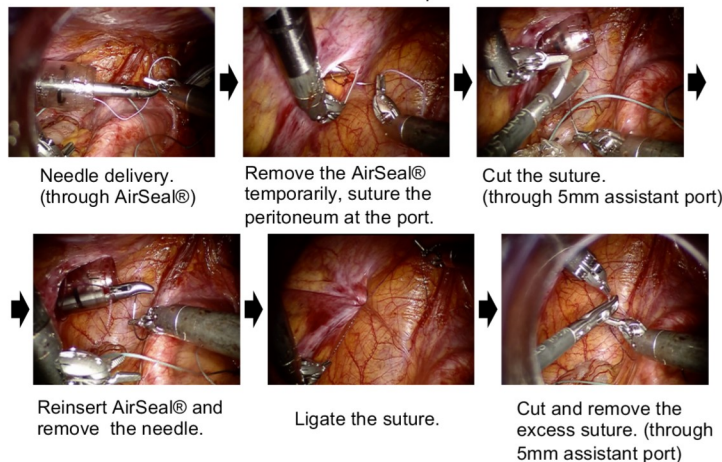 Needle delivery.
(through AirSeal®)
Remove the AirSeal®
temporarily, suture the
peritoneum at the port.
Cut the suture.
(through 5mm assistant port)
Reinsert AirSeal® and
remove  the needle.
Ligate the suture.
Cut and remove the
excess suture. (through
5mm assistant port)